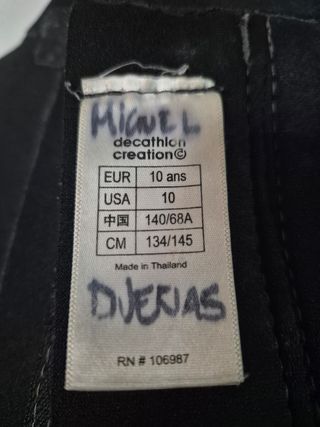 MIGUEL
decathlon
creation©
EUR 10 ans
USA 10
中国 140/68A
CM 134/145
Made in Thailand
DUEÑAS
RN # 106987